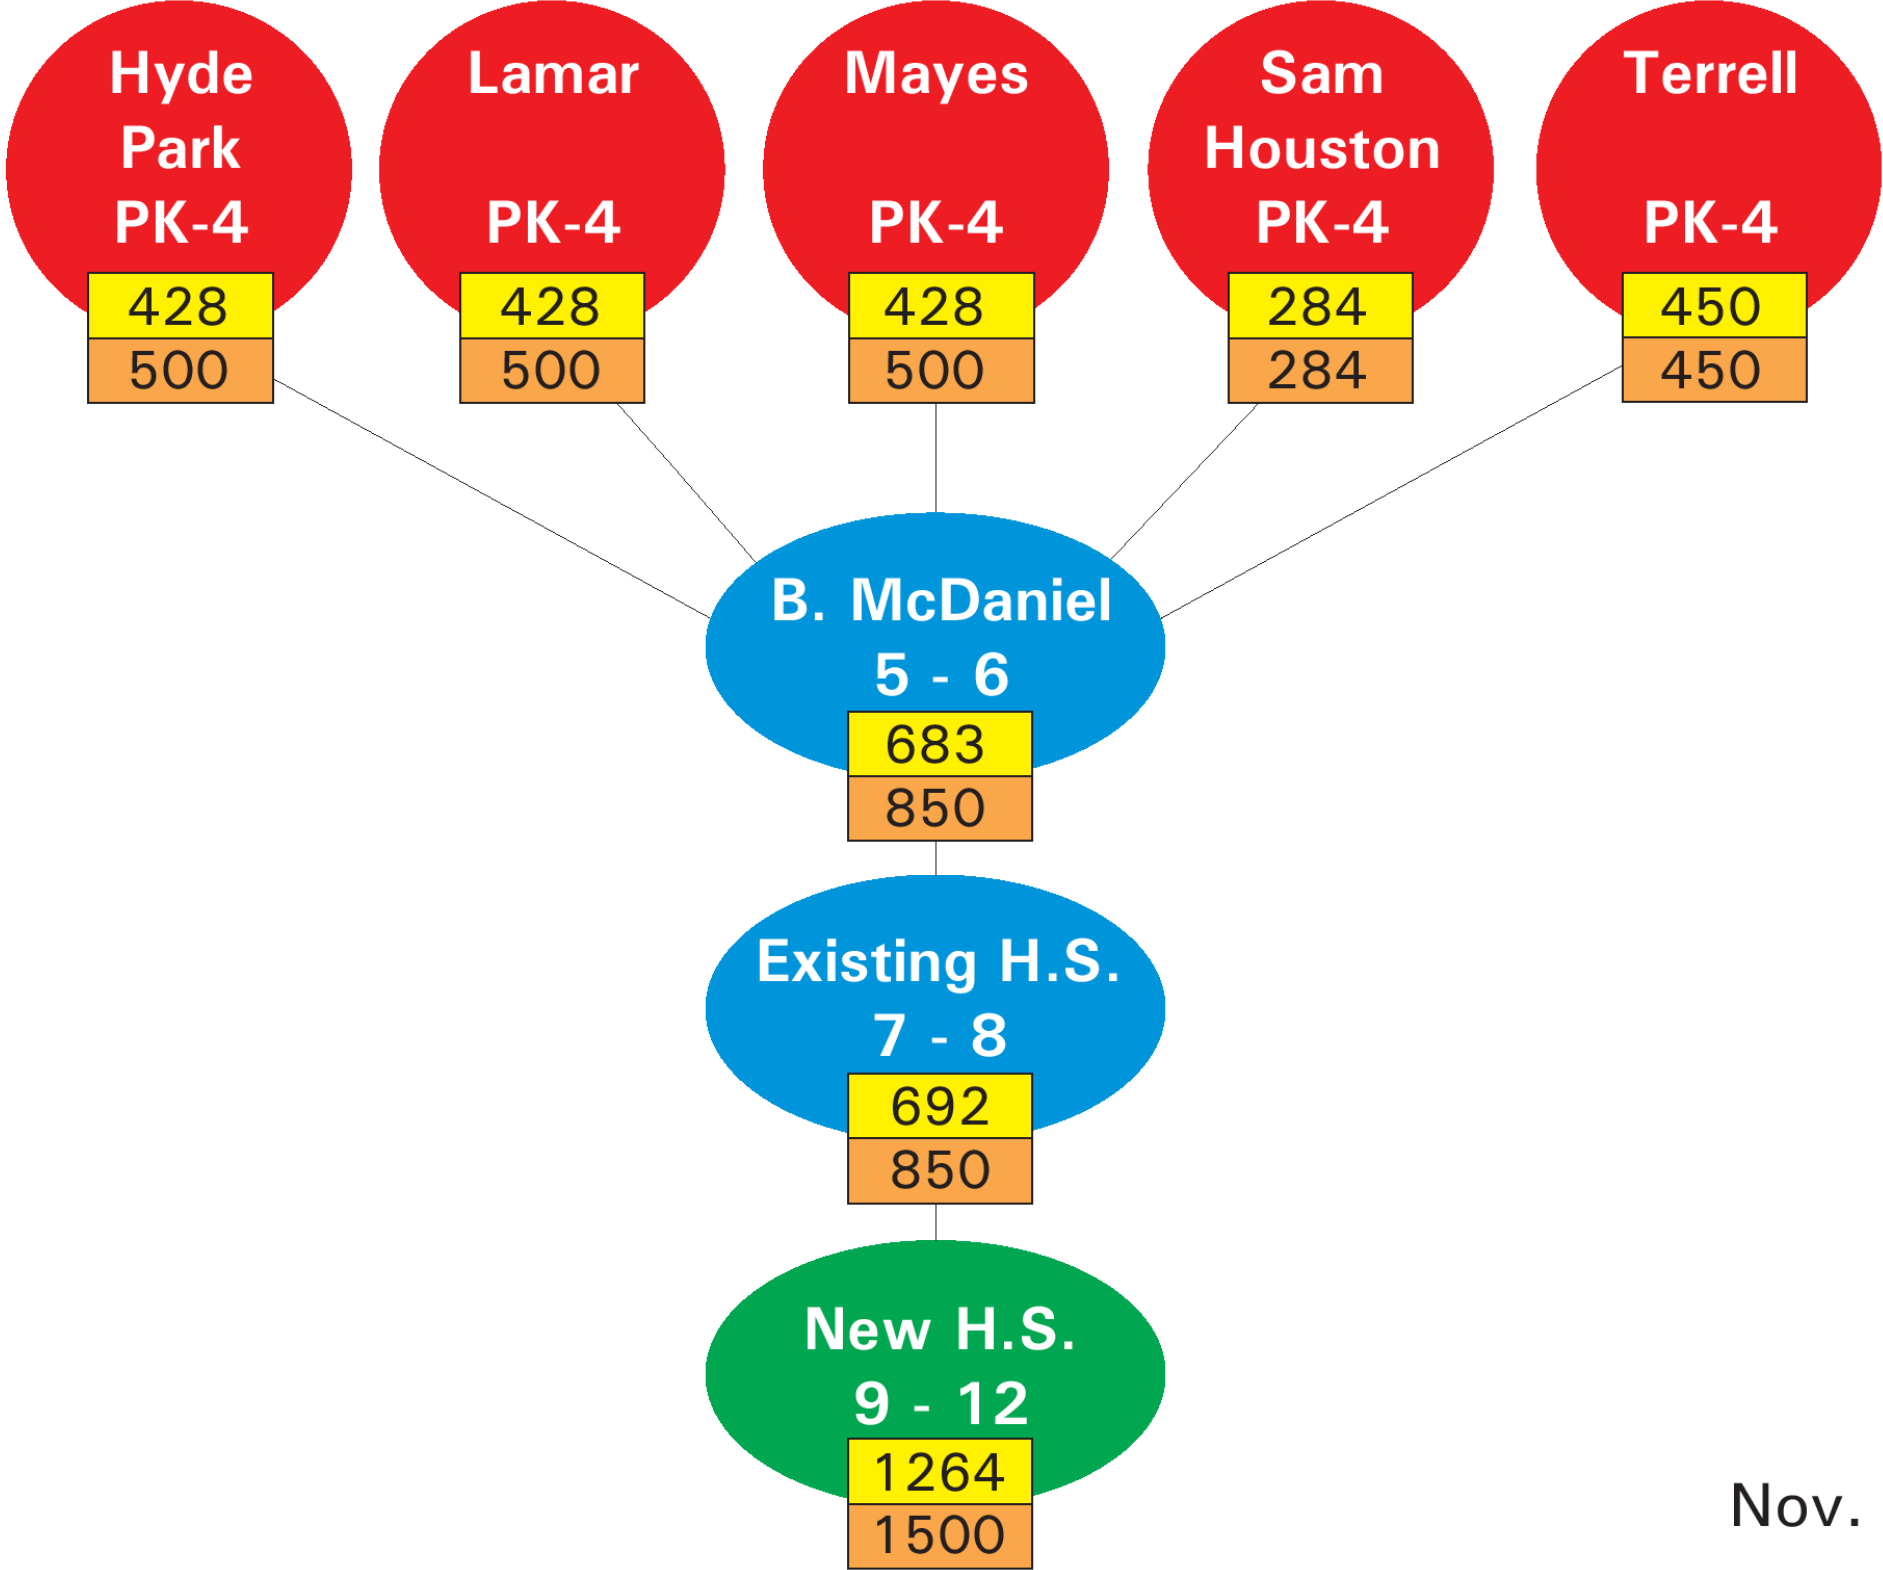 Hyde
Park
PK-4
428
500
Lamar
PK-4
428
500
Mayes
PK-4
428
500
Sam
Houston
PK-4
284
284
Terrell
PK-4
450
450
B. McDaniel
5 - 6
683
850
Existing H.S.
7 - 8
692
850
New H.S.
9 - 12
1264
1500
Nov.